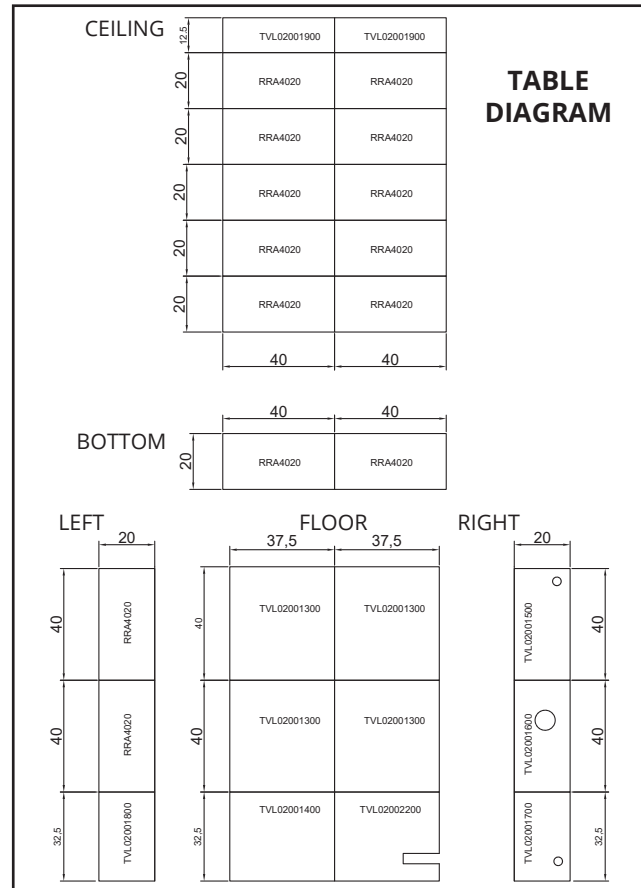 CEILING
TABLE
DIAGRAM
12.5
TVL02001900 TVL02001900
20
RRA4020 RRA4020
20
RRA4020 RRA4020
20
RRA4020 RRA4020
20
RRA4020 RRA4020
20
RRA4020 RRA4020
40 40
BOTTOM
40 40
20
RRA4020 RRA4020
LEFT
20
40
RRA4020
40
RRA4020
32,5
TVL02001800
FLOOR
37,5 37,5
40
TVL02001300 TVL02001300
40
TVL02001300 TVL02001300
32,5
TVL02001400 TVL02002200
RIGHT
20
TVL02001500
40
TVL02001600
40
TVL02001700
32,5